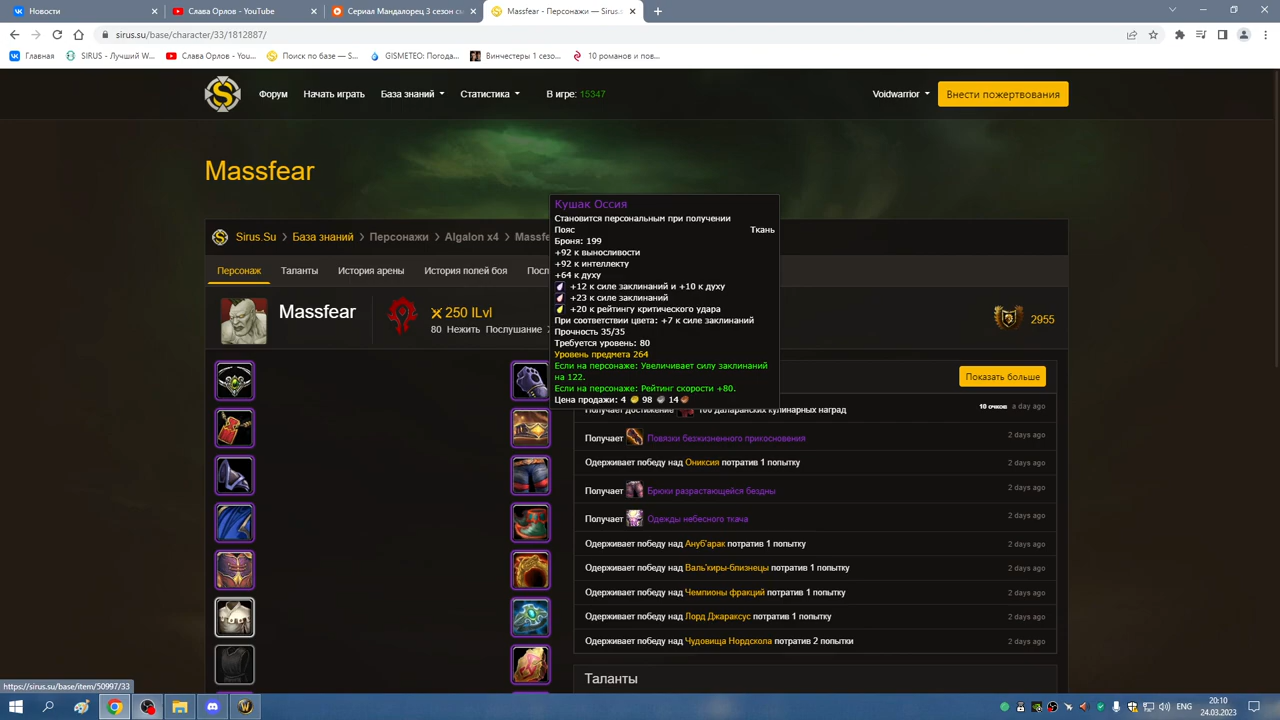 Новости
Слава Орлов - YouTube
Сериал Мандалорец 3 сезон см
Massfear - Персонажи — Sirus.su
sirus.su/base/character/33/1812887/
Главная
SIRUS - Лучший W...
Слава Орлов - You...
Поиск по базе — S...
GISMETEO: Погода...
Винчестеры 1 сезо...
10 романов и пов...
Форум
Начать играть
База знаний
Статистика
В игре: 15347
Voidwarrior
Внести пожертвования
Massfear
Sirus.Su
База знаний
Персонажи
Algalon x4
Massfe
Персонаж
Таланты
История арены
История полей боя
Посл
Massfear
250 ILvl
80 Нежить Послушание
2955
Кушак Оссия
Становится персональным при получении
Пояс Ткань
Броня: 199
+92 к выносливости
+92 к интеллекту
+64 к духу
+12 к силе заклинаний и +10 к духу
+23 к силе заклинаний
+20 к рейтингу критического удара
При соответствии цвета: +7 к силе заклинаний
Прочность 35/35
Требуется уровень: 80
Уровень предмета 264
Если на персонаже: Увеличивает силу заклинаний
на 122.
Если на персонаже: Рейтинг скорости +80.
Цена продажи: 4 98 14
Показать больше
Получает достижение 100 даларанских кулинарных наград 10 очков a day ago
Получает Повязки безжизненного прикосновения 2 days ago
Одерживает победу над Ониксия потратив 1 попытку 2 days ago
Получает Брюки разрастающейся бездны 2 days ago
Получает Одежды небесного ткача 2 days ago
Одерживает победу над Ануб'арак потратив 1 попытку 2 days ago
Одерживает победу над Валь'киры-близнецы потратив 1 попытку 2 days ago
Одерживает победу над Чемпионы фракций потратив 1 попытку 2 days ago
Одерживает победу над Лорд Джараксус потратив 1 попытку 2 days ago
Одерживает победу над Чудовища Нордскола потратив 2 попытки 2 days ago
Таланты
https://sirus.su/base/item/50997/33
ENG
20:10
24.03.2023